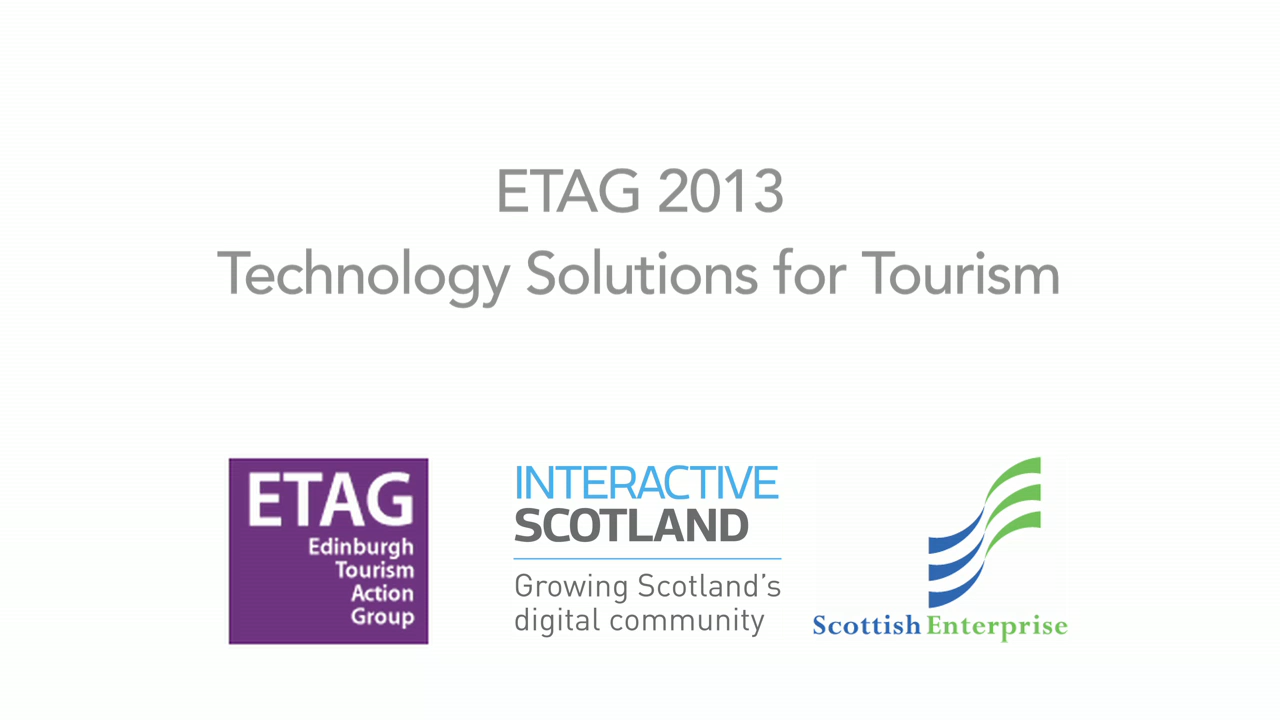 ETAG 2013
Technology Solutions for Tourism
ETAG
Edinburgh
Tourism
Action
Group
INTERACTIVE
SCOTLAND
Growing Scotland's
digital community
Scottish Enterprise